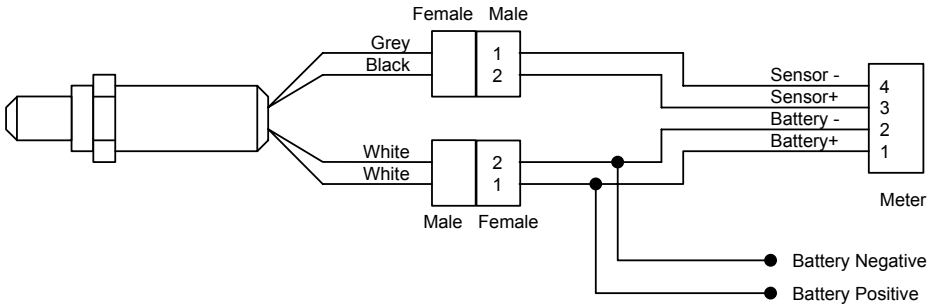 Female Male
Grey
Black
1
2
Sensor -
Sensor+
Battery -
Battery+
4
3
2
1
Meter
White
White
2
1
Male Female
Battery Negative
Battery Positive